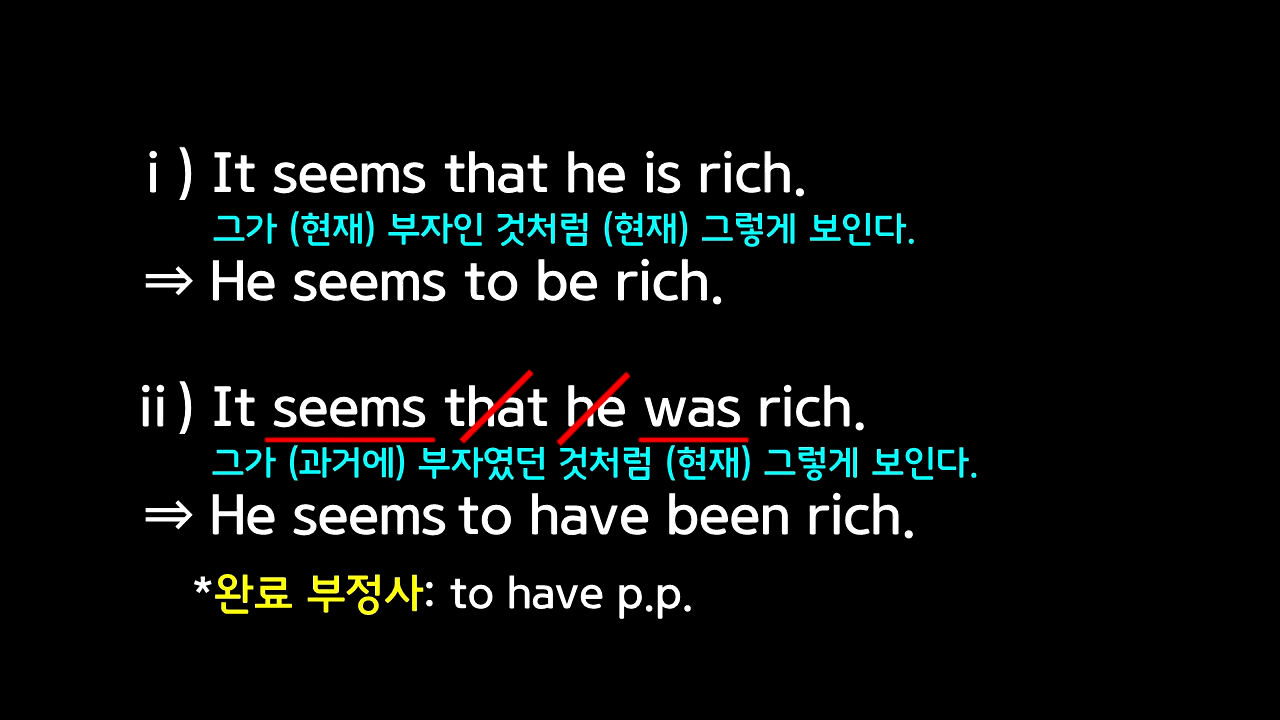 i ) It seems that he is rich.
그가 (현재) 부자인 것처럼 (현재) 그렇게 보인다.
⇒ He seems to be rich.
ii ) It seems that he was rich.
그가 (과거에) 부자였던 것처럼 (현재) 그렇게 보인다.
⇒ He seems to have been rich.
*완료 부정사: to have p.p.